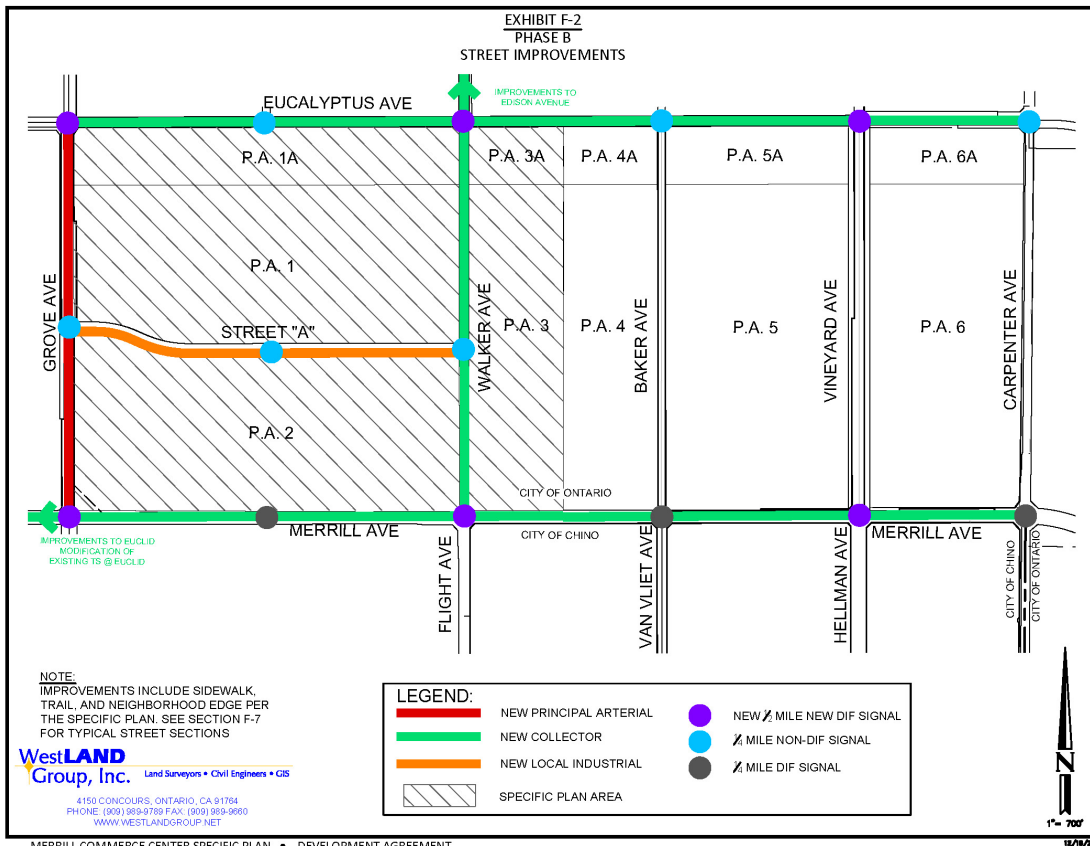 EXHIBIT F-2
PHASE B
STREET IMPROVEMENTS
EUCALYPTUS AVE
IMPROVEMENTS TO
EDISON AVENUE
P.A. 1A
P.A. 3A
P.A. 4A
P.A. 5A
P.A. 6A
GROVE AVE
P.A. 1
STREET "A"
WALKER AVE
P.A. 3
P.A. 4
BAKER AVE
P.A. 5
VINEYARD AVE
P.A. 6
CARPENTER AVE
P.A. 2
CITY OF ONTARIO
MERRILL AVE
CITY OF CHINO
MERRILL AVE
IMPROVEMENTS TO EUCLID
MODIFICATION OF
EXISTING TS @ EUCLID
FLIGHT AVE
VAN VLIET AVE
HELLMAN AVE
CITY OF CHINO
CITY OF ONTARIO
NOTE:
IMPROVEMENTS INCLUDE SIDEWALK,
TRAIL, AND NEIGHBORHOOD EDGE PER
THE SPECIFIC PLAN. SEE SECTION F-7
FOR TYPICAL STREET SECTIONS
WestLAND
Group, Inc.
Land Surveyors • Civil Engineers • GIS
4150 CONCOURS, ONTARIO, CA 91764
PHONE: (909) 989-9789 FAX: (909) 989-9660
WWW.WESTLANDGROUP.NET
LEGEND:
NEW PRINCIPAL ARTERIAL
NEW COLLECTOR
NEW LOCAL INDUSTRIAL
SPECIFIC PLAN AREA
NEW ½ MILE NEW DIF SIGNAL
¼ MILE NON-DIF SIGNAL
¼ MILE DIF SIGNAL
N
1"= 700'
MERRILL COMMERCE CENTER SPECIFIC PLAN • DEVELOPMENT AGREEMENT